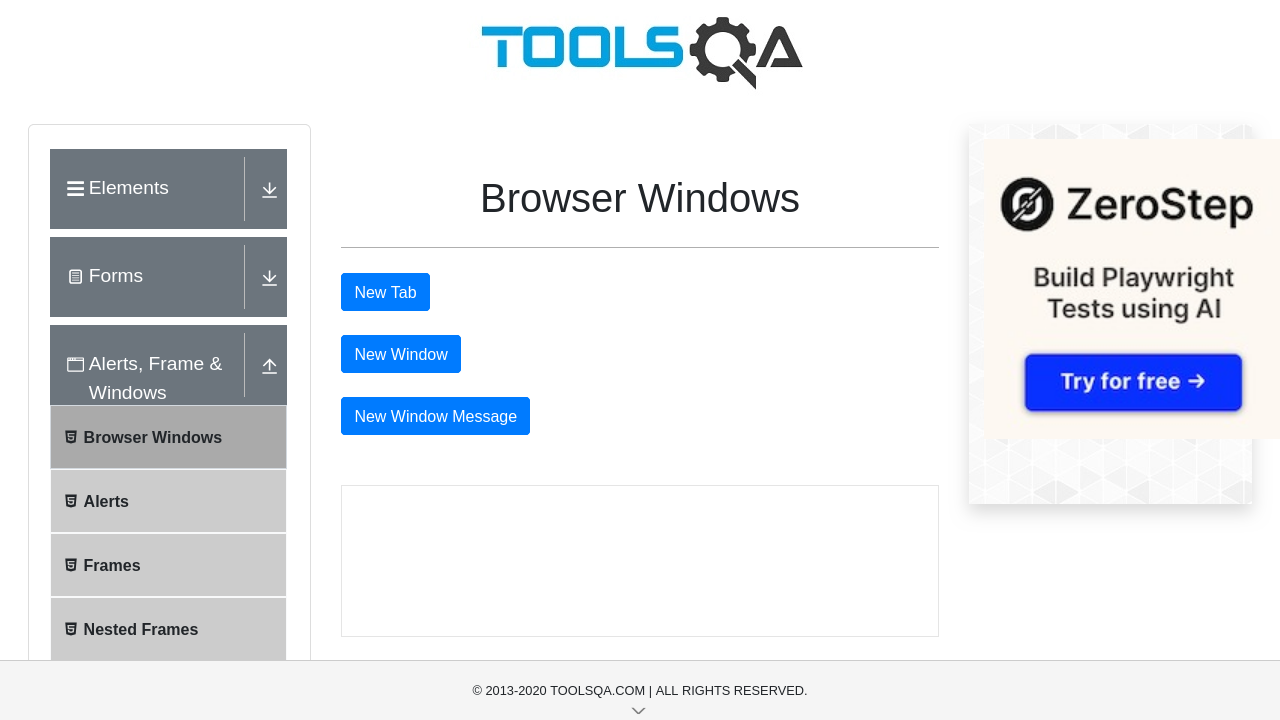 TOOLSQA
Elements
Forms
Alerts, Frame &
Windows
Browser Windows
Alerts
Frames
Nested Frames
Browser Windows
New Tab
New Window
New Window Message
ZeroStep
Build Playwright
Tests using AI
Try for free →
© 2013-2020 TOOLSQA.COM | ALL RIGHTS RESERVED.